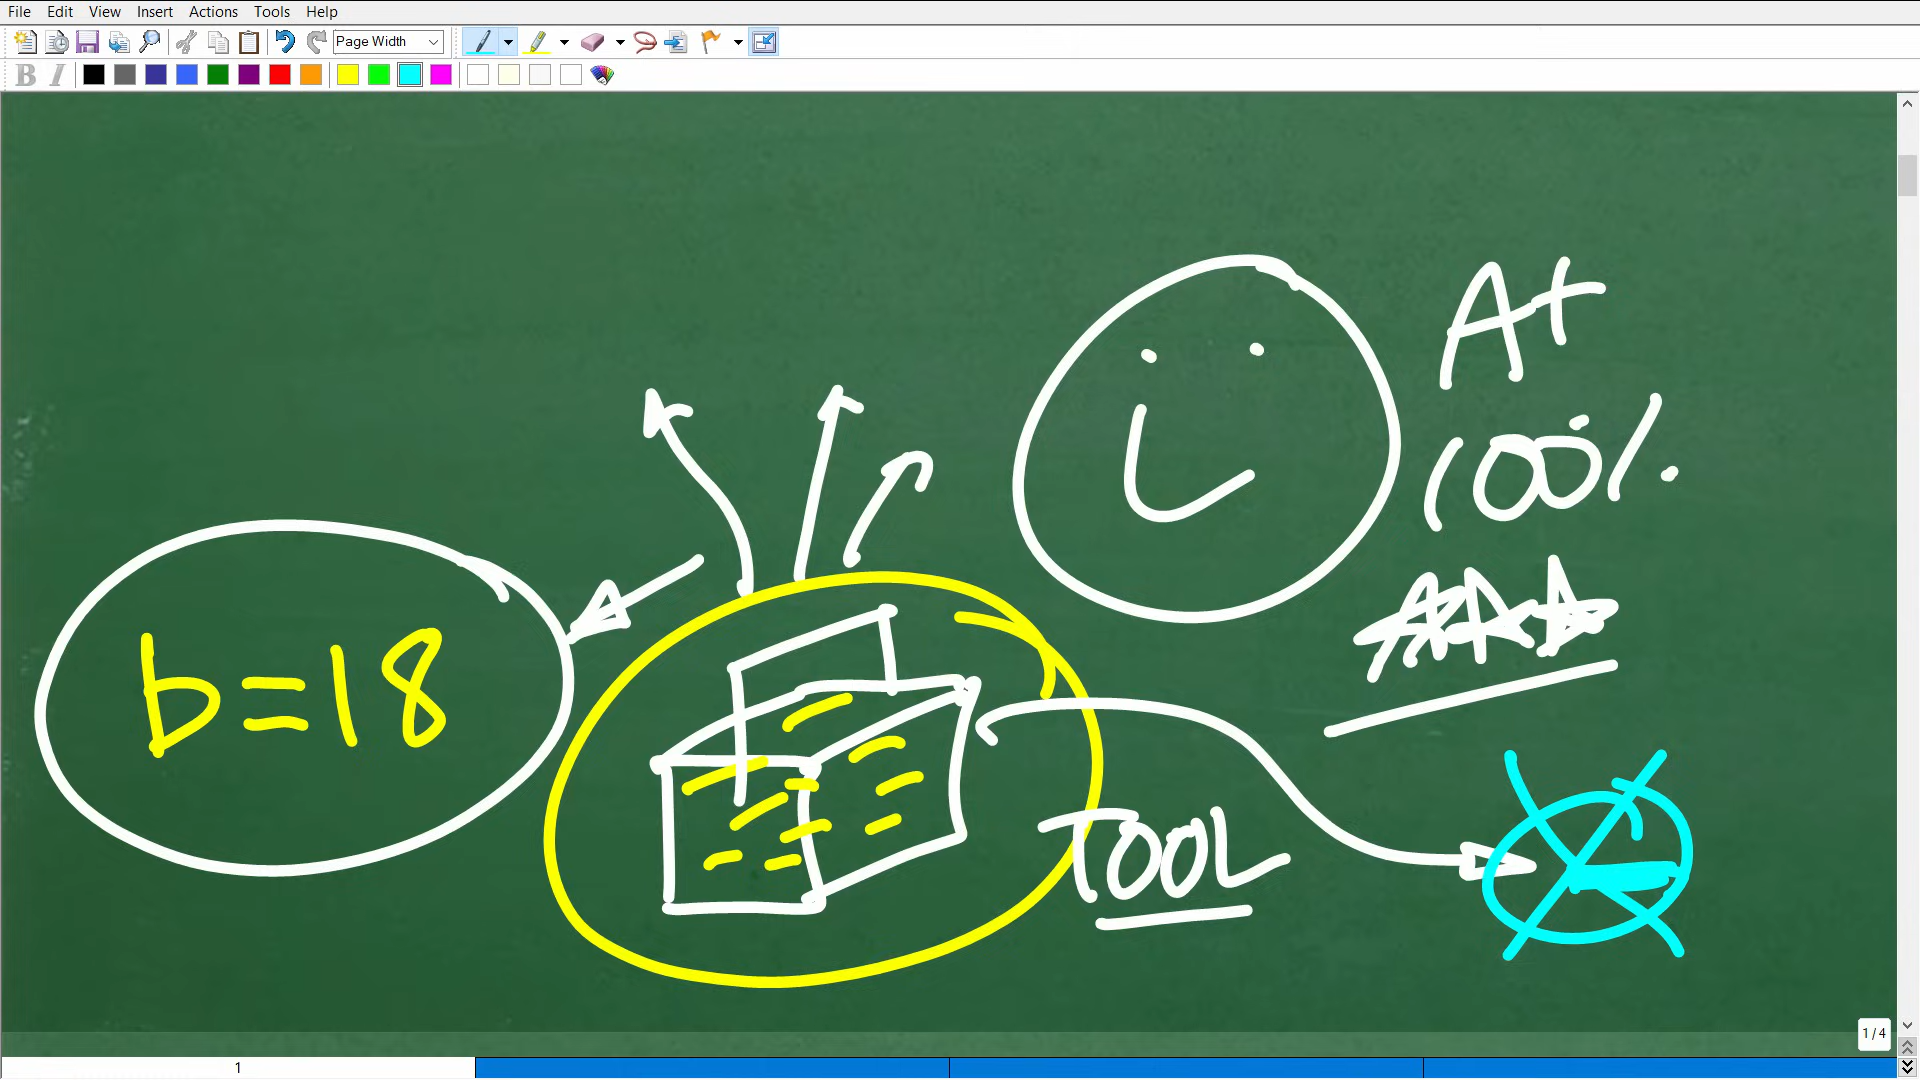 File Edit View Insert Actions Tools Help
Page Width
B I
A+
100%
b=18
TOOL
1/4
1